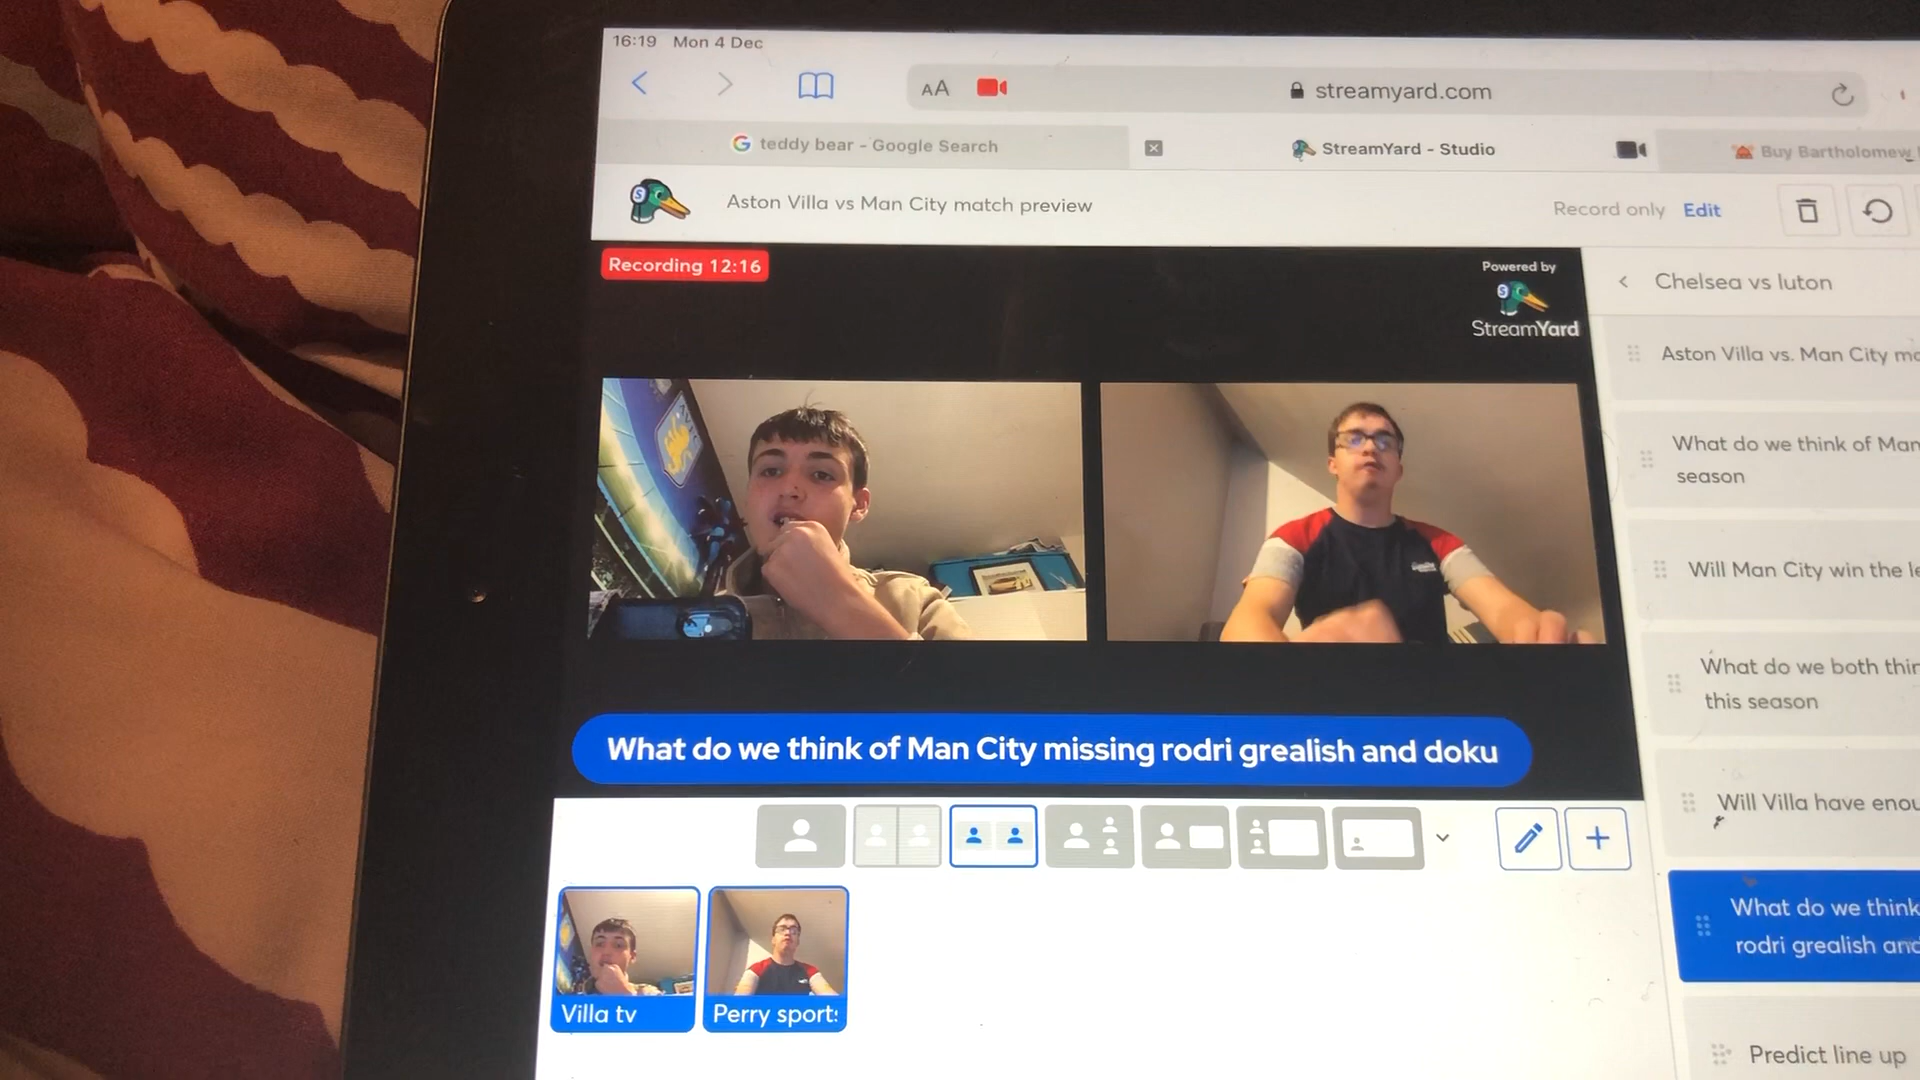 16:19 Mon 4 Dec
AA
streamyard.com
teddy bear - Google Search
StreamYard - Studio
Buy Bartholomew
Aston Villa vs Man City match preview
Record only Edit
Recording 12:16
Powered by
StreamYard
Chelsea vs luton
Aston Villa vs. Man City
What do we think of Man
season
Will Man City win the
What do we both
this season
Will Villa have
What do we think of Man City missing rodri grealish and doku
What do we think
rodri grealish
Villa tv
Perry sport
Predict line up